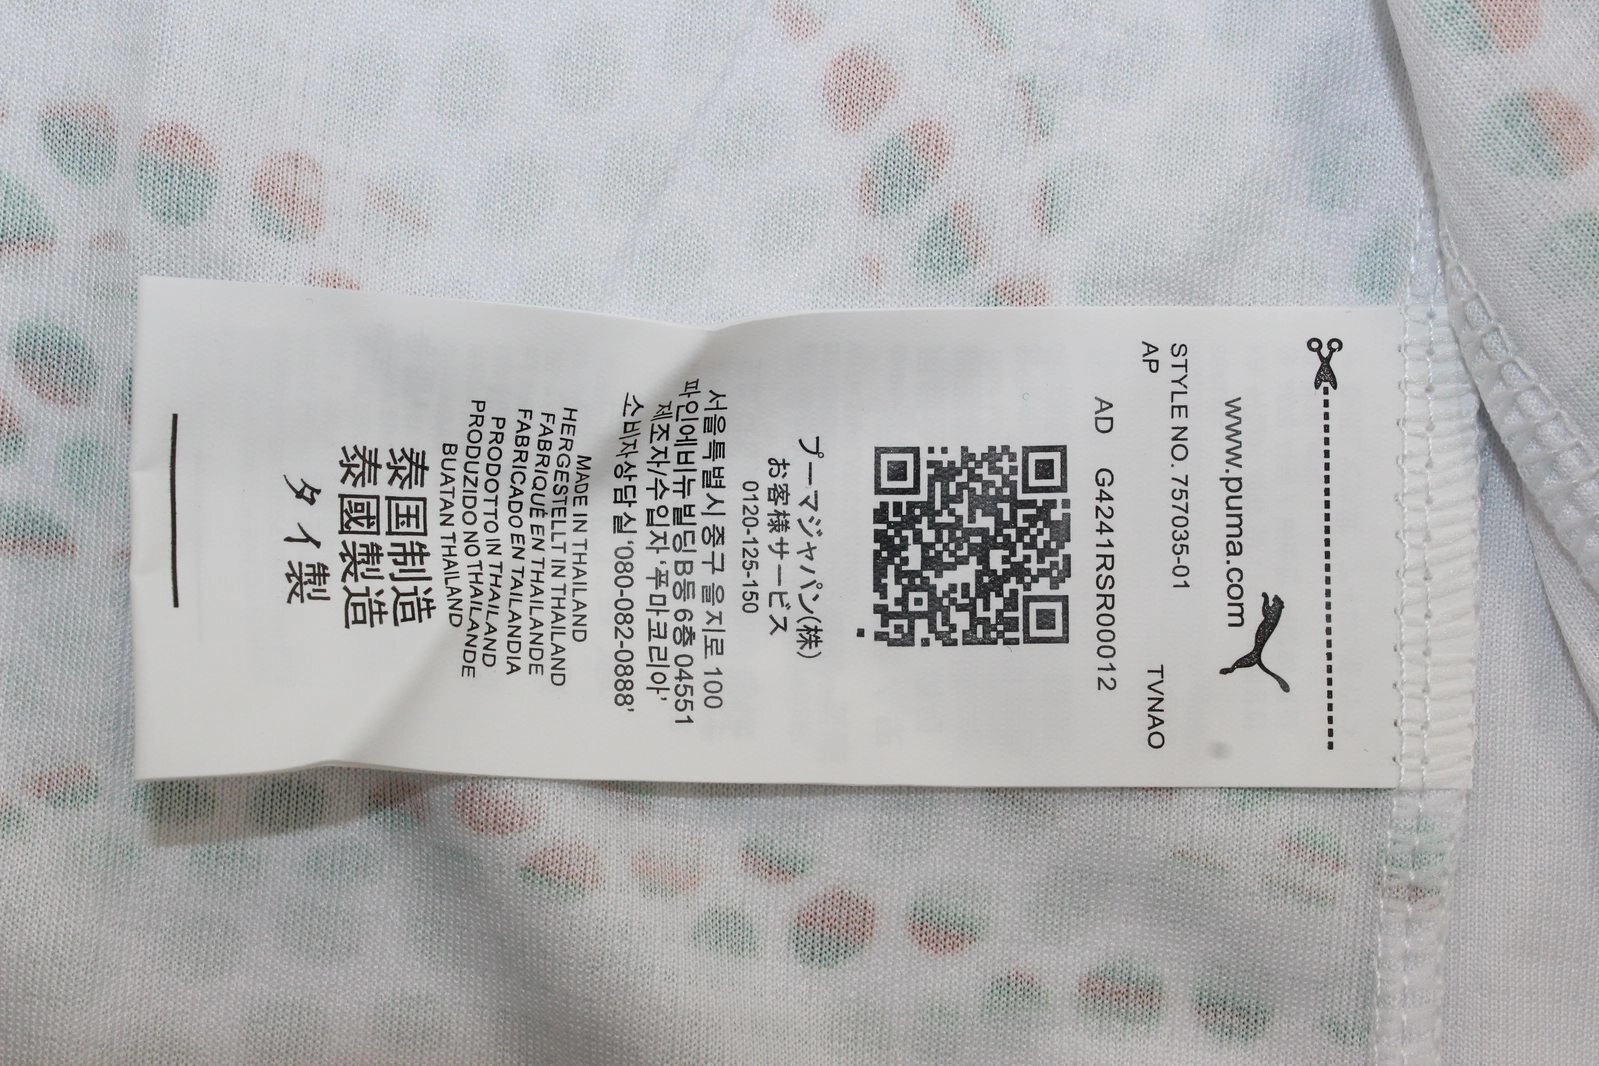 www.puma.com
STYLE NO. 757035-01
AP TVNAO
AD G4241RSR00012
プーマジャパン(株)
お客様サービス
0120-125-150
서울특별시 중구 을지로 100
파인에비뉴빌딩 B동 6층 04551
제조자/수입자 '푸마코리아'
소비자상담실 '080-082-0888'
MADE IN THAILAND
HERGESTELLT IN THAILAND
FABRIQUÉ EN THAILANDE
FABRICADO EN TAILANDIA
PRODOTTO IN THAILAND
PRODUZIDO NO THAILANDE
BUATAN THAILAND
泰国制造
泰國製造
タイ製